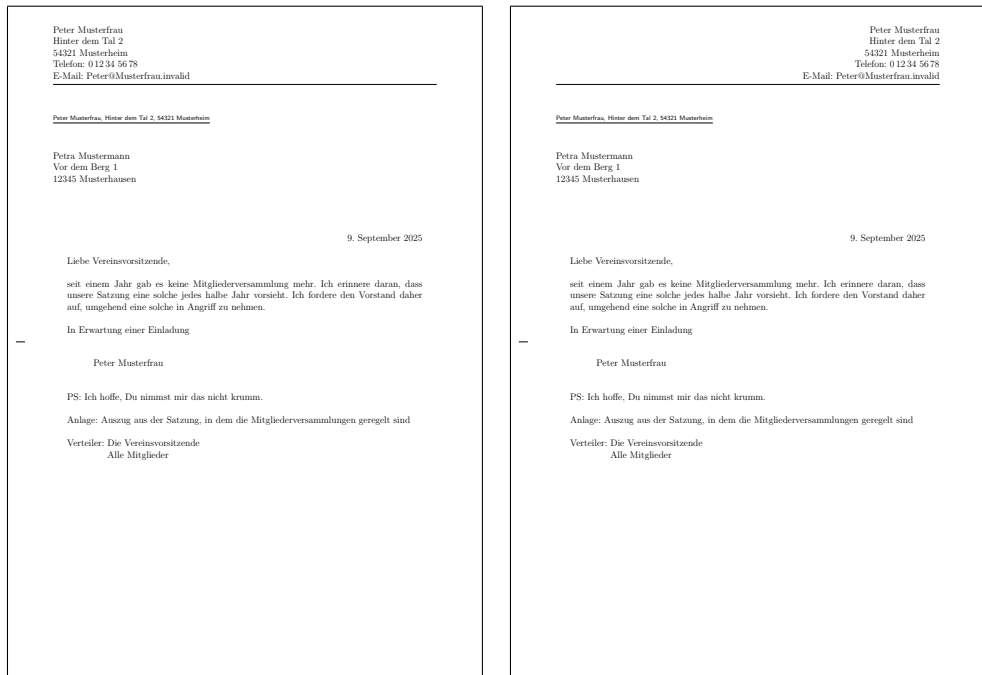 Peter Musterfrau
Hinter dem Tal 2
54321 Musterheim
Telefon: 0 12 34 56 78
E-Mail: Peter@Musterfrau.invalid
Peter Musterfrau, Hinter dem Tal 2, 54321 Musterheim
Petra Mustermann
Vor dem Berg 1
12345 Musterhausen
9. September 2025
Liebe Vereinsvorsitzende,
seit einem Jahr gab es keine Mitgliederversammlung mehr. Ich erinnere daran, dass
unsere Satzung eine solche jedes halbe Jahr vorsieht. Ich fordere den Vorstand daher
auf, umgehend eine solche in Angriff zu nehmen.
In Erwartung einer Einladung
Peter Musterfrau
PS: Ich hoffe, Du nimmst mir das nicht krumm.
Anlage: Auszug aus der Satzung, in dem die Mitgliederversammlungen geregelt sind
Verteiler: Die Vereinsvorsitzende
Alle Mitglieder
Peter Musterfrau
Hinter dem Tal 2
54321 Musterheim
Telefon: 0 12 34 56 78
E-Mail: Peter@Musterfrau.invalid
Peter Musterfrau, Hinter dem Tal 2, 54321 Musterheim
Petra Mustermann
Vor dem Berg 1
12345 Musterhausen
9. September 2025
Liebe Vereinsvorsitzende,
seit einem Jahr gab es keine Mitgliederversammlung mehr. Ich erinnere daran, dass
unsere Satzung eine solche jedes halbe Jahr vorsieht. Ich fordere den Vorstand daher
auf, umgehend eine solche in Angriff zu nehmen.
In Erwartung einer Einladung
Peter Musterfrau
PS: Ich hoffe, Du nimmst mir das nicht krumm.
Anlage: Auszug aus der Satzung, in dem die Mitgliederversammlungen geregelt sind
Verteiler: Die Vereinsvorsitzende
Alle Mitglieder